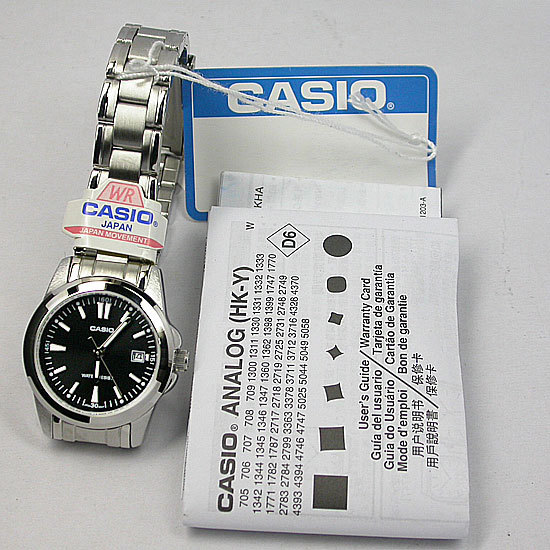 CASIO®
WR
CASIO®
JAPAN
JAPAN MOVEMENT
CASIO
KHA
1203-A
W
D6
CASIO® ANALOG (HK-Y)
705 706 707 708 709 1300 1311 1330 1331 1332 1333
1342 1344 1345 1346 1347 1360 1362 1398 1399 1747 1770
1771 1782 1787 2717 2718 2719 2725 2731 2748 2749
2783 2784 2799 3363 3378 3711 3712 3716 4328 4370
4393 4394 4746 4747 5025 5044 5049 5058
User's Guide / Warranty Card
Guía del usuario / Tarjeta de garantía
Guia do Usuário / Cartão de Garantia
Mode d'emploi / Bon de garantie
用户说明书 / 保修卡
用戶說明書 / 保修卡